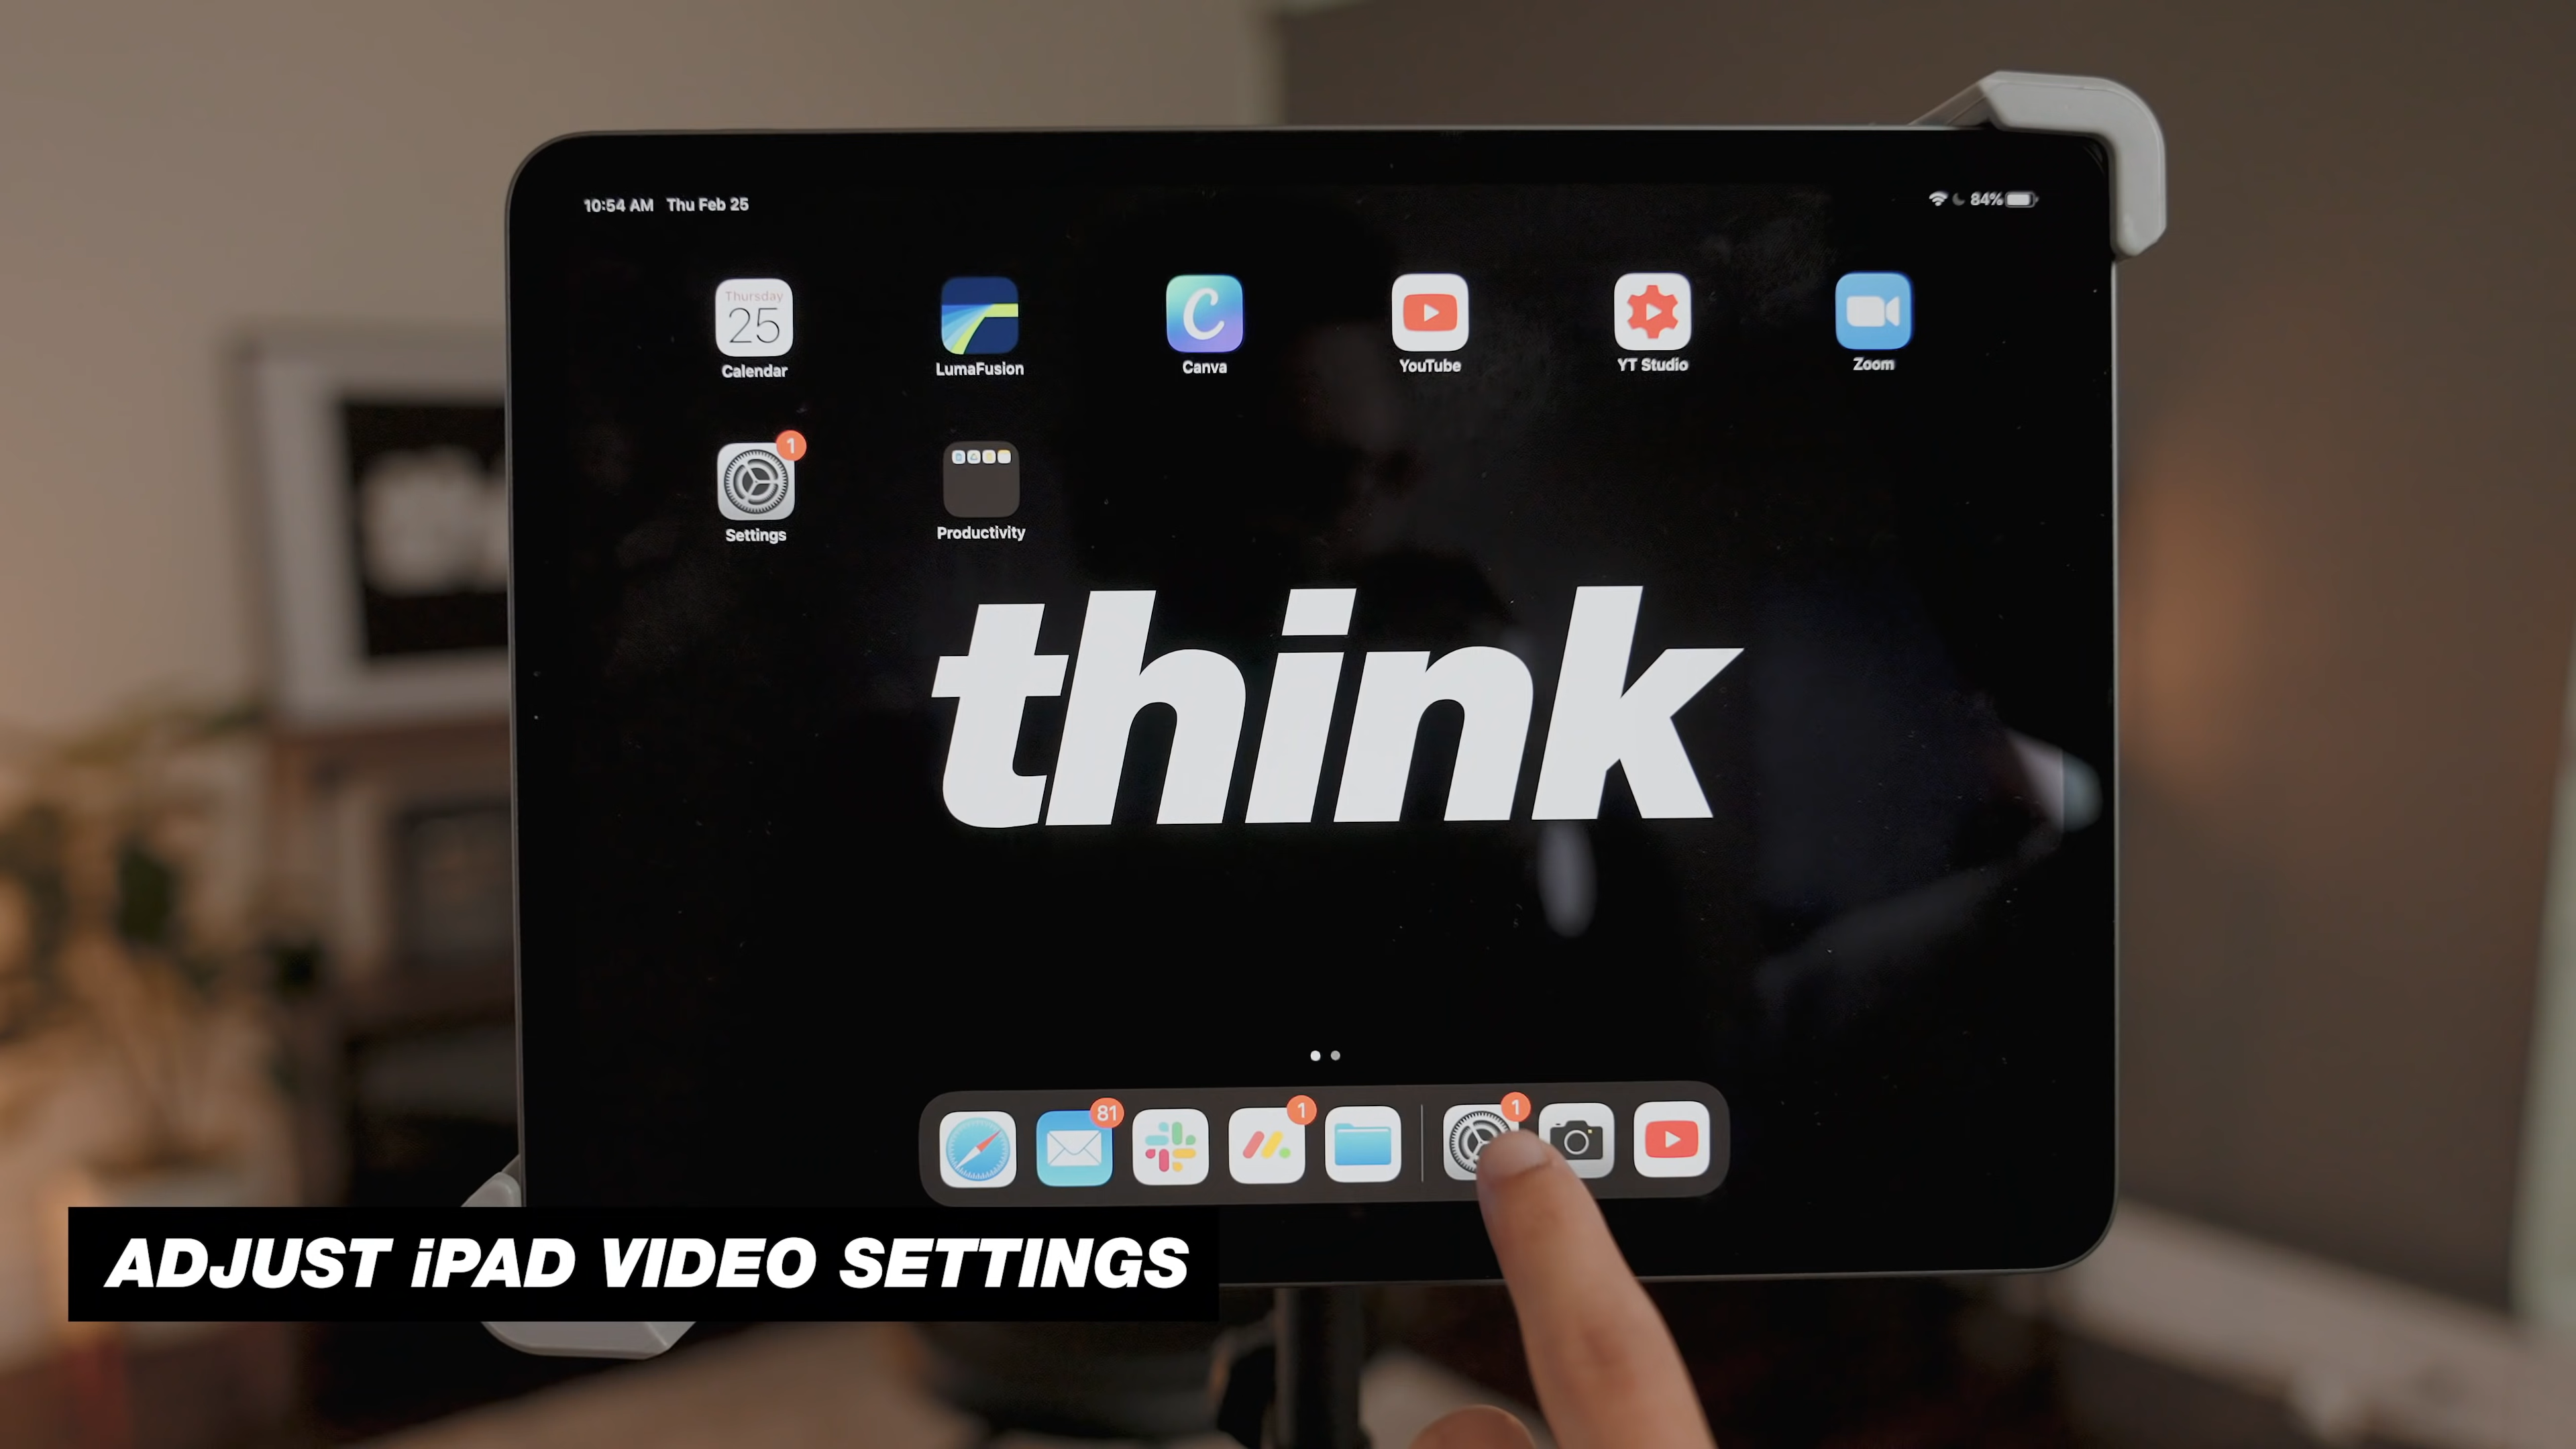 10:54 AM Thu Feb 25
84%
Thursday
25
Calendar
LumaFusion
C
Canva
YouTube
YT Studio
Zoom
1
Settings
Productivity
think
81
1
1
ADJUST iPAD VIDEO SETTINGS